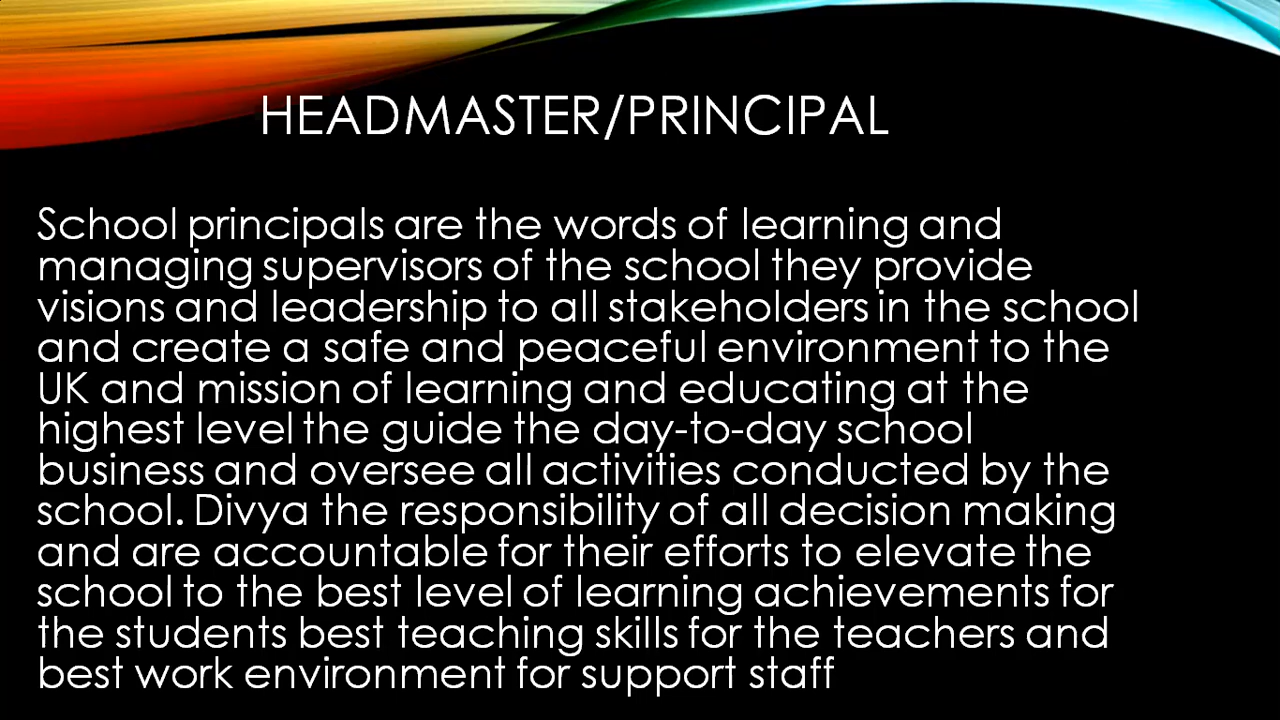 HEADMASTER/PRINCIPAL
School principals are the words of learning and
managing supervisors of the school they provide
visions and leadership to all stakeholders in the school
and create a safe and peaceful environment to the
UK and mission of learning and educating at the
highest level the guide the day-to-day school
business and oversee all activities conducted by the
school. Divya the responsibility of all decision making
and are accountable for their efforts to elevate the
school to the best level of learning achievements for
the students best teaching skills for the teachers and
best work environment for support staff